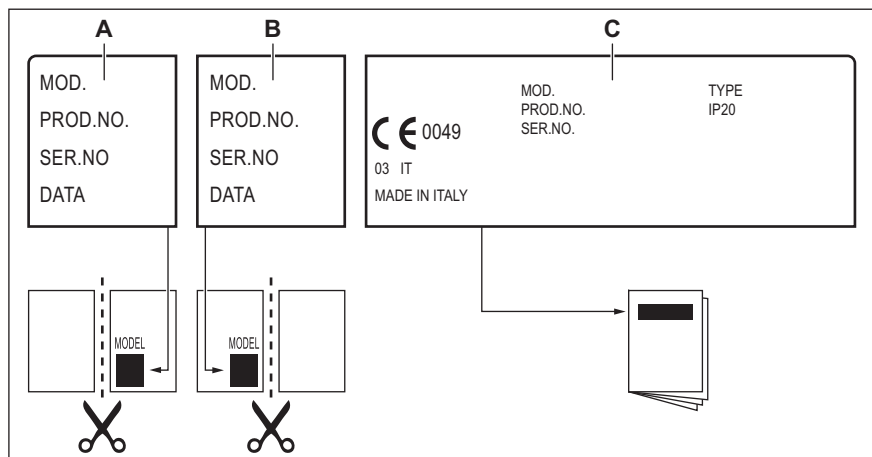 A
B
C
MOD.
PROD.NO.
SER.NO
DATA
MOD.
PROD.NO.
SER.NO
DATA
MOD.
PROD.NO.
SER.NO.
TYPE
IP20
CE 0049
03 IT
MADE IN ITALY
MODEL
MODEL